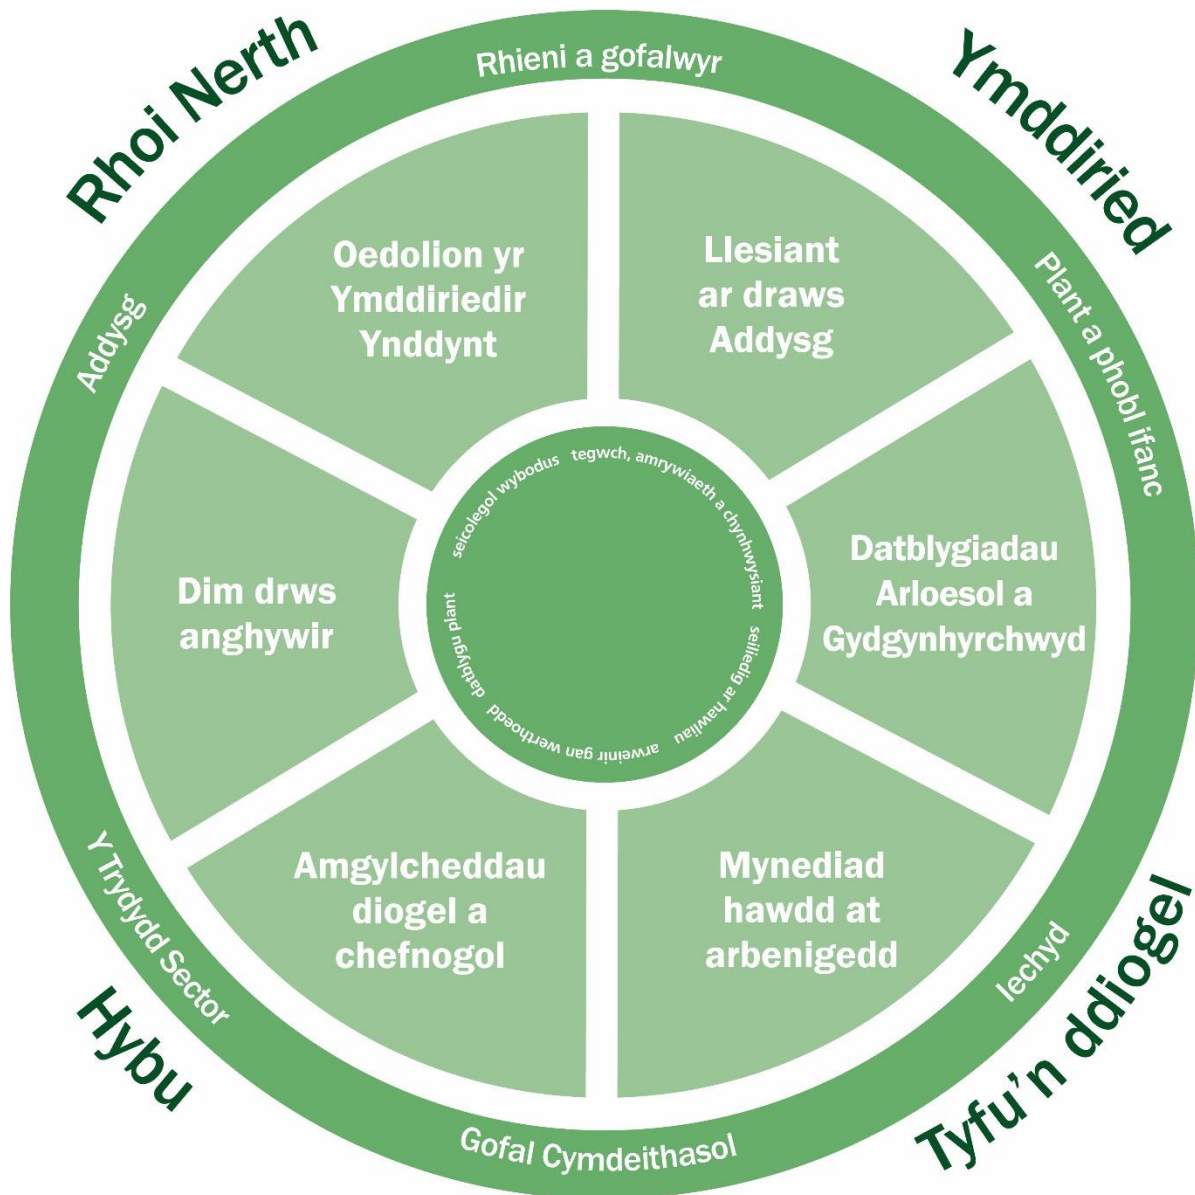 Rhoi Nerth
Ymddiried
Tyfu'n ddiogel
Hybu
Rhieni a gofalwyr
Plant a phobl ifanc
Iechyd
Gofal Cymdeithasol
Y Trydydd Sector
Addysg
Oedolion yr
Ymddiriedir
Ynddynt
Llesiant
ar draws
Addysg
Datblygiadau
Arloesol a
Gydgynhyrchwyd
Mynediad
hawdd at
arbenigedd
Amgylcheddau
diogel a
chefnogol
Dim drws
anghywir
seicolegol wybodus
tegwch, amrywiaeth a chynhwysiant
seiliedig ar hawliau
arweinir gan werthoedd
datblygu plant